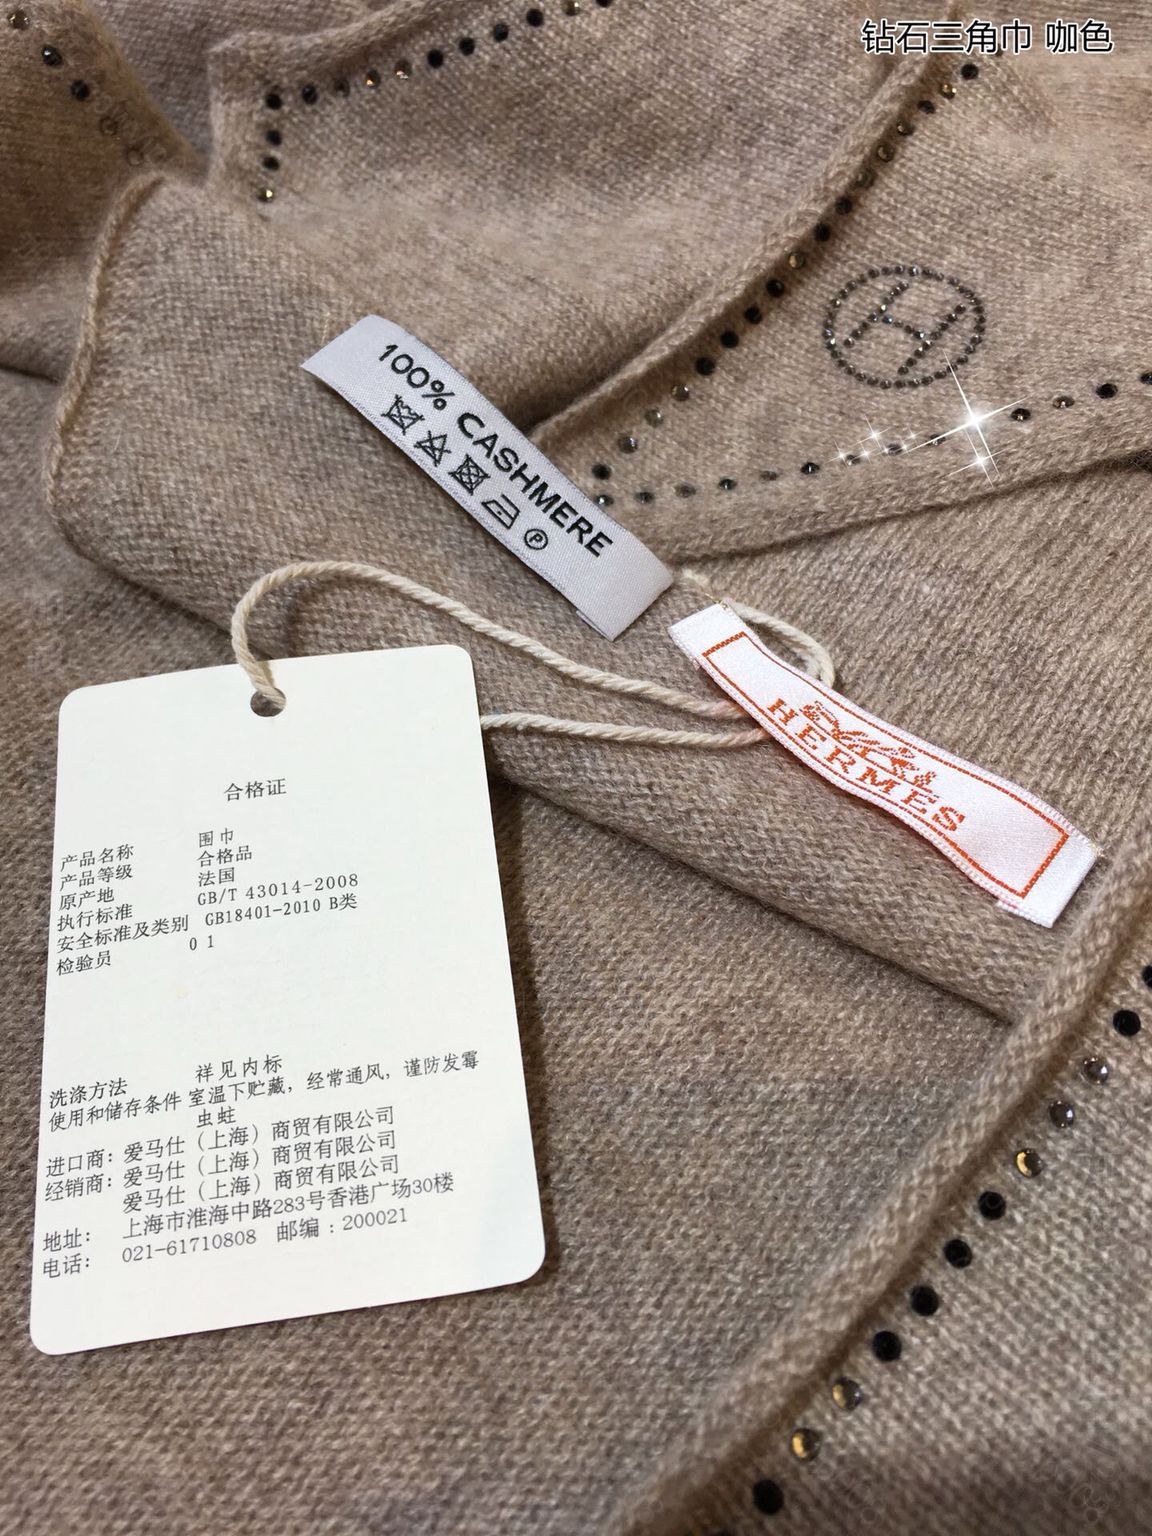 钻石三角巾 咖色
100% CASHMERE
P
HERMES
合格证
产品名称 围巾
产品等级 合格品
原产地 法国
执行标准 GB/T 43014-2008
安全标准及类别 GB18401-2010 B类
检验员 01
洗涤方法 祥见内标
使用和储存条件 室温下贮藏，经常通风，谨防发霉
虫蛀
进口商：爱马仕（上海）商贸有限公司
经销商：爱马仕（上海）商贸有限公司
爱马仕（上海）商贸有限公司
地址： 上海市淮海中路283号香港广场30楼
电话： 021-61710808 邮编：200021